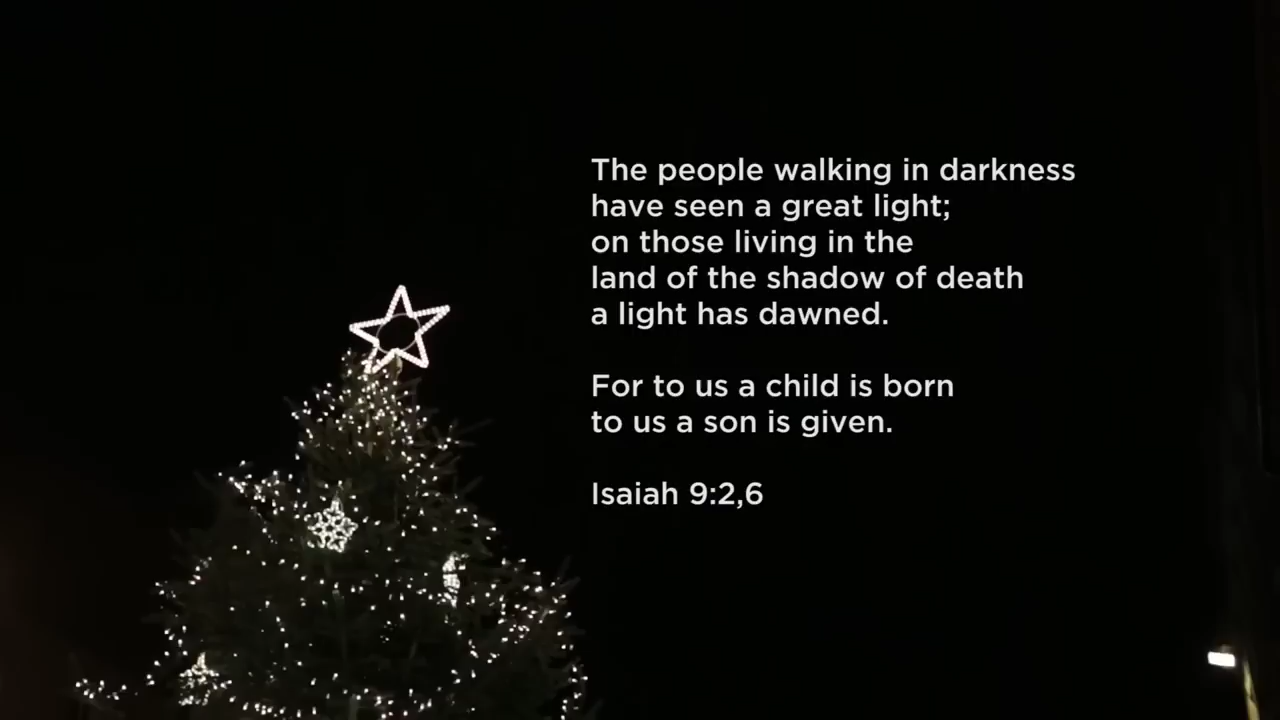 The people walking in darkness
have seen a great light;
on those living in the
land of the shadow of death
a light has dawned.
For to us a child is born
to us a son is given.
Isaiah 9:2,6